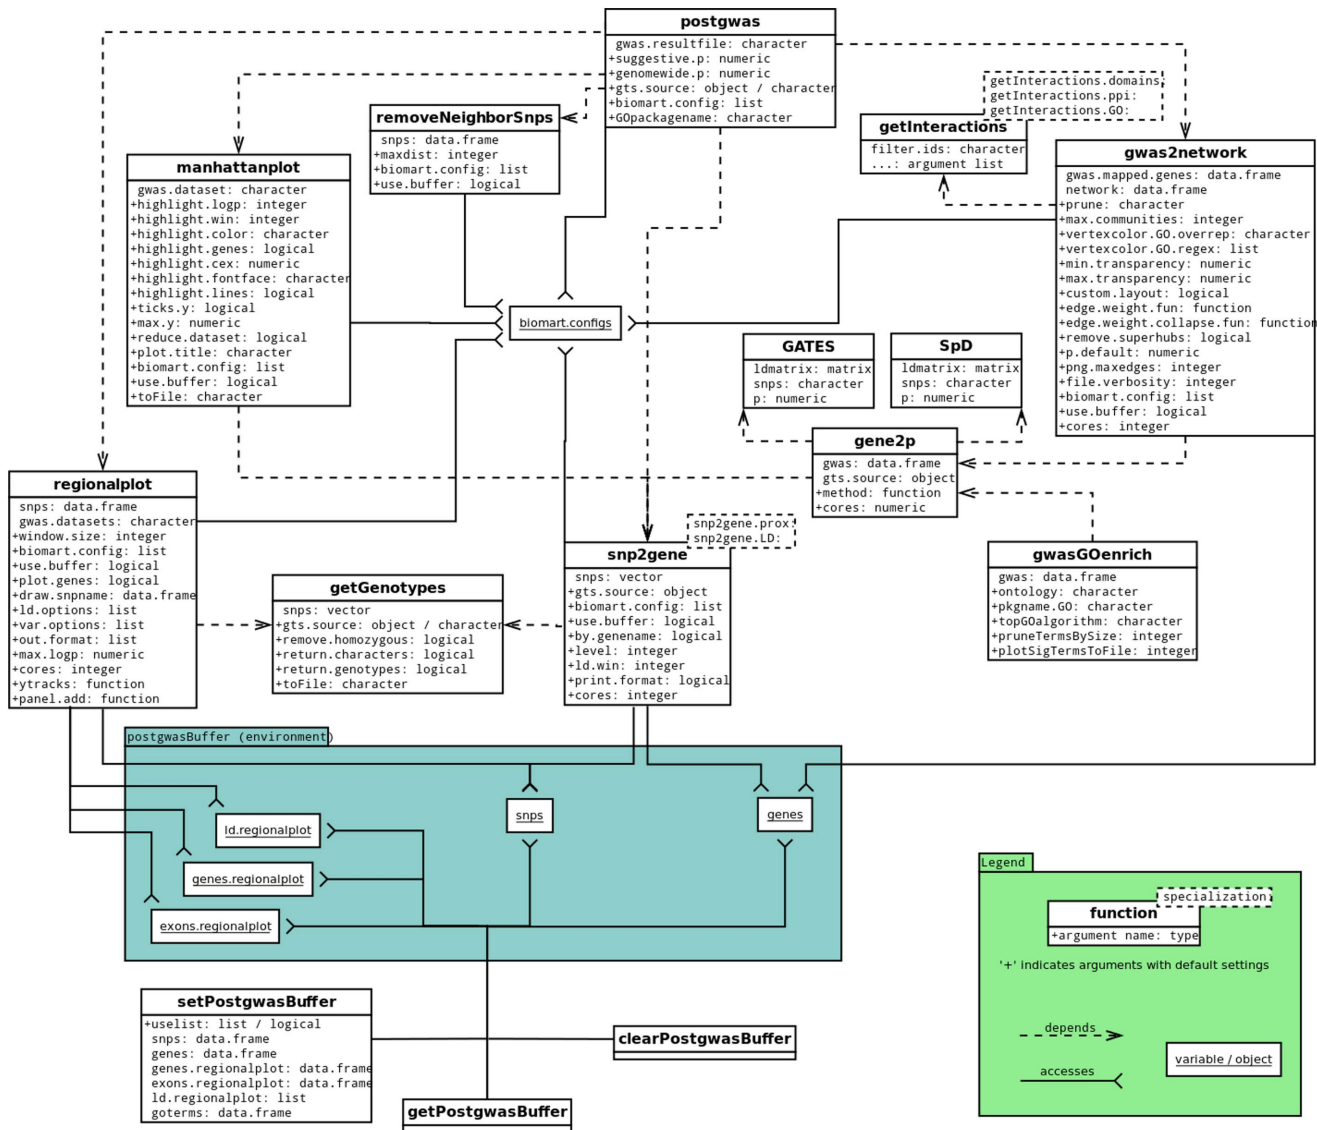 postgwas
gwas.resultfile: character
+suggestive.p: numeric
+genomewide.p: numeric
+gts.source: object / character
+biomart.config: list
+GOpackagename: character
removeNeighborSnps
snps: data.frame
+maxdist: integer
+biomart.config: list
+use.buffer: logical
getInteractions.domains:
getInteractions.ppi:
getInteractions.GO:
getInteractions
filter.ids: character
...: argument list
manhattanplot
gwas.dataset: character
+highlight.logp: integer
+highlight.win: integer
+highlight.color: character
+highlight.genes: logical
+highlight.cex: numeric
+highlight.fontface: character
+highlight.lines: logical
+ticks.y: logical
+max.y: numeric
+reduce.dataset: logical
+plot.title: character
+biomart.config: list
+use.buffer: logical
+toFile: character
gwas2network
gwas.mapped.genes: data.frame
network: data.frame
+prune: character
+max.communities: integer
+vertexcolor.GO.overrep: character
+vertexcolor.GO.regex: list
+min.transparency: numeric
+max.transparency: numeric
+custom.layout: logical
+edge.weight.fun: function
+edge.weight.collapse.fun: function
+remove.superhubs: logical
+p.default: numeric
+png.maxedges: integer
+file.verbosity: integer
+biomart.config: list
+use.buffer: logical
+cores: integer
biomart.configs
GATES
ldmatrix: matrix
snps: character
p: numeric
SpD
ldmatrix: matrix
snps: character
p: numeric
gene2p
gwas: data.frame
gts.source: object
+method: function
+cores: numeric
regionalplot
snps: data.frame
gwas.datasets: character
+window.size: integer
+biomart.config: list
+use.buffer: logical
+plot.genes: logical
+draw.snpname: data.frame
+ld.options: list
+var.options: list
+out.format: list
+max.logp: numeric
+cores: integer
+ytracks: function
+panel.add: function
getGenotypes
snps: vector
+gts.source: object / character
+remove.homozygous: logical
+return.characters: logical
+return.genotypes: logical
+toFile: character
snp2gene.prox:
snp2gene.LD:
snp2gene
snps: vector
+gts.source: object
+biomart.config: list
+use.buffer: logical
+by.genename: logical
+level: integer
+ld.win: integer
+print.format: logical
+cores: integer
gwasGOenrich
gwas: data.frame
+ontology: character
+pkgname.GO: character
+topGOalgorithm: character
+pruneTermsBySize: integer
+plotSigTermsToFile: integer
postgwasBuffer (environment)
snps
genes
ld.regionalplot
genes.regionalplot
exons.regionalplot
setPostgwasBuffer
+uselist: list / logical
snps: data.frame
genes: data.frame
genes.regionalplot: data.frame
exons.regionalplot: data.frame
ld.regionalplot: list
goterms: data.frame
clearPostgwasBuffer
getPostgwasBuffer
Legend
specialization:
function
+argument name: type
'+' indicates arguments with default settings
depends
accesses
variable / object